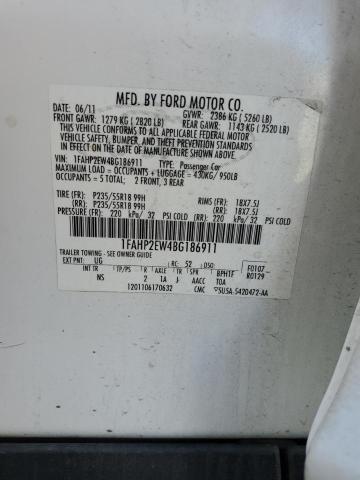 MFD. BY FORD MOTOR CO.
06/11 GVWR: 2386 KG ( 5260 LB)
FRONT GAWR: 1279 KG ( 2820 LB) REAR GAWR: 1143 KG ( 2520 LB)
THIS VEHICLE CONFORMS TO ALL APPLICABLE FEDERAL MOTOR
VEHICLE SAFETY, BUMPER, AND THEFT PREVENTION STANDARDS
IN EFFECT ON THE DATE OF MANUFACTURE SHOWN ABOVE.
VIN: 1FAHP2EW4BG186911 TYPE: Passenger Car
MAXIMUM LOAD = OCCUPANTS + LUGGAGE = 430KG/ 950LB
OCCUPANTS = 5 TOTAL; 2 FRONT, 3 REAR
TIRE (FR): P235/55R18 99H RIMS (FR): 18X7.5J
(RR): P235/55R18 99H (RR): 18X7.5J
PRESSURE (FR): 220 kPa/ 32 PSI COLD (RR): 220 kPa/ 32 PSI COLD
1FAHP2EW4BG186911
TRAILER TOWING - SEE OWNER GUIDE
EXT PNT: UG RC: 52 DSO: F0107
INT TR TP/PS R AXLE TR SPR BPH1F R0129
NS 2 1A J AACC TOA
1201106170632 CMC